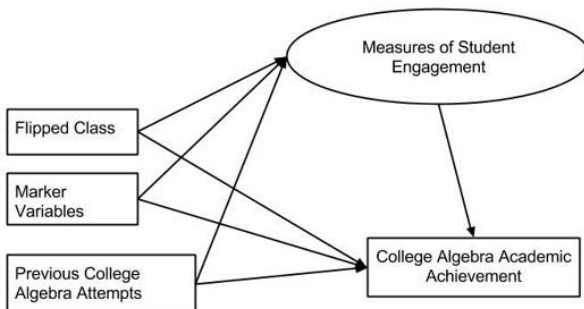 Measures of Student
Engagement
Flipped Class
Marker
Variables
Previous College
Algebra Attempts
College Algebra Academic
Achievement